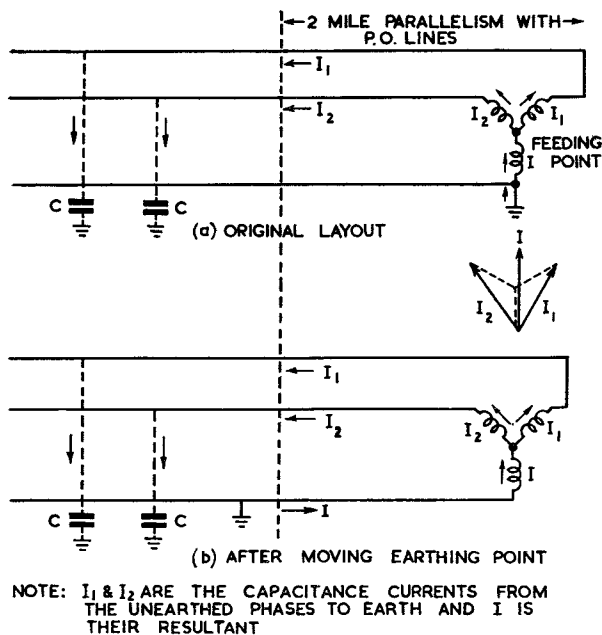 2 MILE PARALLELISM WITH
P.O. LINES
I₁
I₂
I₂
I₁
FEEDING
POINT
I
C
C
(a) ORIGINAL LAYOUT
I
I₂
I₁
I₁
I₂
I₂
I₁
I
C
C
I
(b) AFTER MOVING EARTHING POINT
NOTE: I₁ & I₂ ARE THE CAPACITANCE CURRENTS FROM
THE UNEARTHED PHASES TO EARTH AND I IS
THEIR RESULTANT